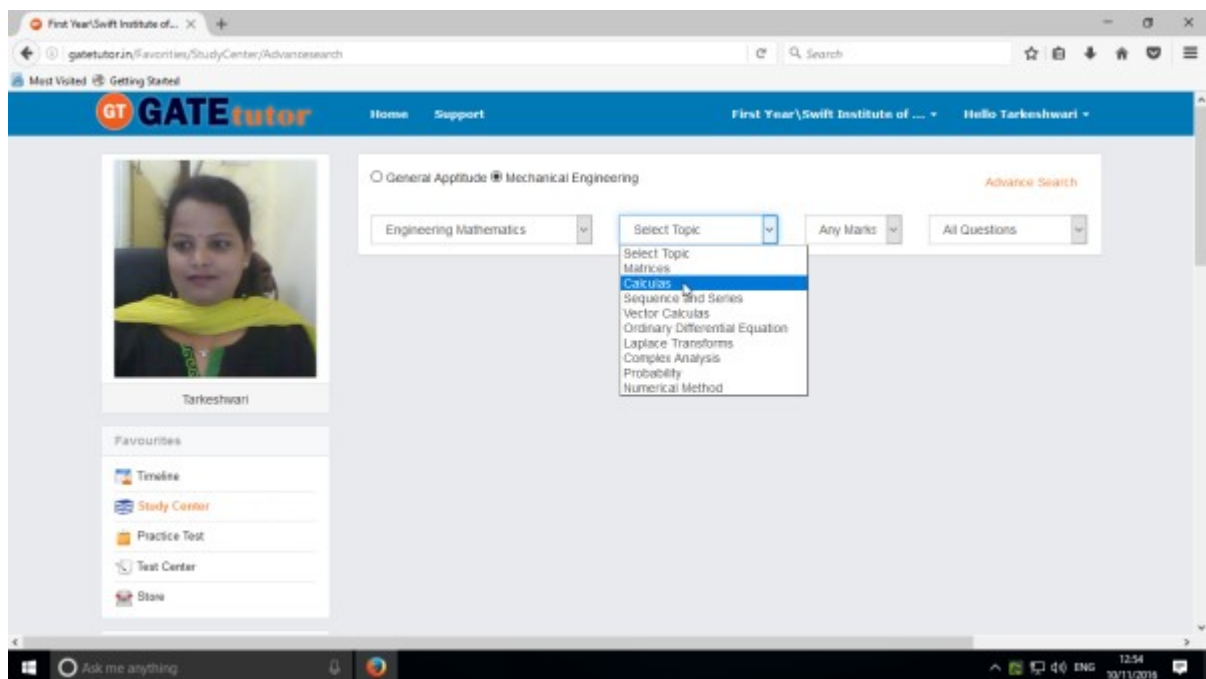 First Year\Swift Institute of...
gatetutor.in/Favorities/StudyCenter/Advancesearch
Search
Most Visited Getting Started
GT GATEtutor Home Support First Year\Swift Institute of .... Hello Tarkeshwari
General Apptitude Mechanical Engineering
Advance Search
Engineering Mathematics Select Topic Any Marks All Questions
Select Topic
Matrices
Calculas
Sequence and Series
Vector Calculas
Ordinary Differential Equation
Laplace Transforms
Complex Analysis
Probability
Numerical Method
Tarkeshwari
Favourites
Timeline
Study Center
Practice Test
Test Center
Store
Ask me anything
ENG
12:54
10/11/2016